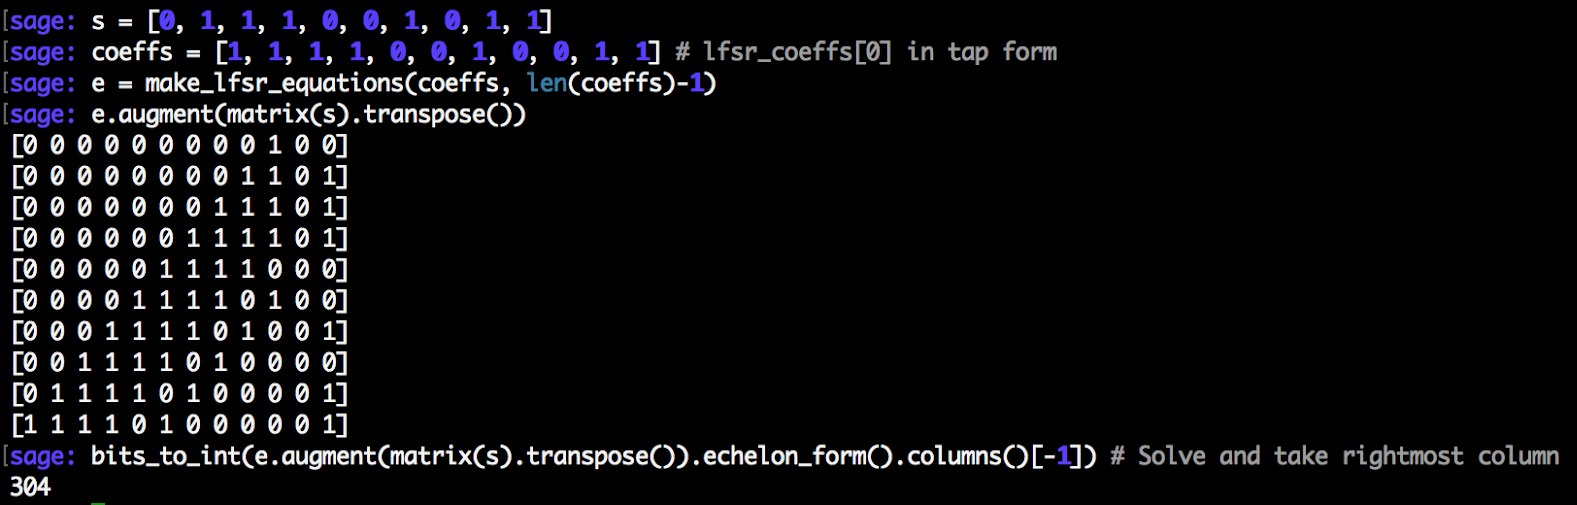 [sage: s = [0, 1, 1, 1, 0, 0, 1, 0, 1, 1]
[sage: coeffs = [1, 1, 1, 1, 0, 0, 1, 0, 0, 1, 1] # lfsr_coeffs[0] in tap form
[sage: e = make_lfsr_equations(coeffs, len(coeffs)-1)
[sage: e.augment(matrix(s).transpose())
[0 0 0 0 0 0 0 0 0 1 0 0]
[0 0 0 0 0 0 0 0 1 1 0 1]
[0 0 0 0 0 0 0 1 1 1 0 1]
[0 0 0 0 0 0 1 1 1 1 0 1]
[0 0 0 0 0 1 1 1 1 0 0 0]
[0 0 0 0 1 1 1 1 0 1 0 0]
[0 0 0 1 1 1 1 0 1 0 0 1]
[0 0 1 1 1 1 0 1 0 0 0 0]
[0 1 1 1 1 0 1 0 0 0 0 1]
[1 1 1 1 0 1 0 0 0 0 0 1]
[sage: bits_to_int(e.augment(matrix(s).transpose()).echelon_form().columns()[-1]) # Solve and take rightmost column
304